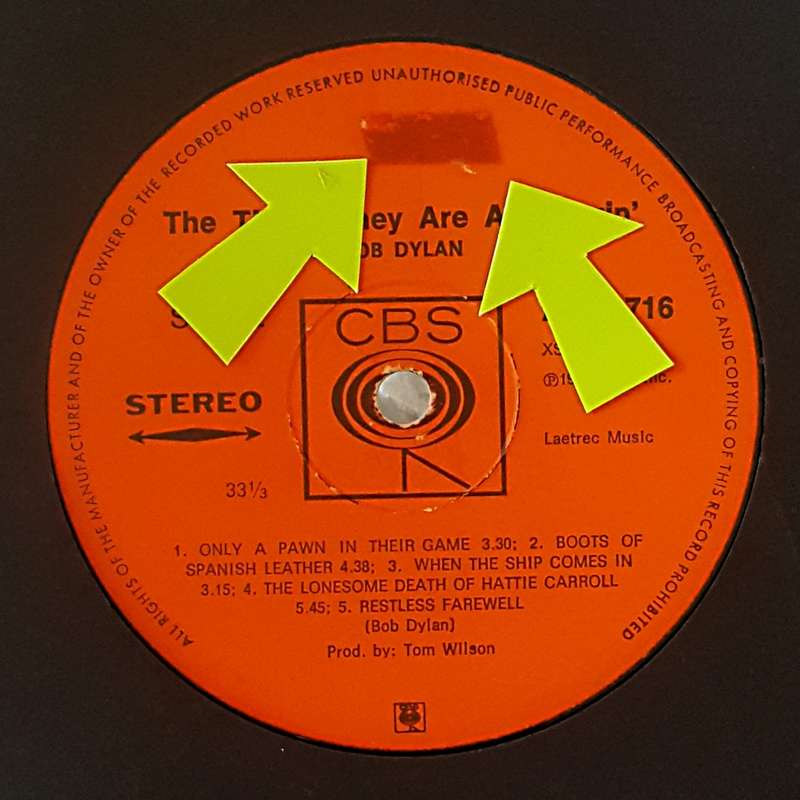 ALL RIGHTS OF THE MANUFACTURER AND OF THE OWNER OF THE RECORDED WORK RESERVED UNAUTHORISED PUBLIC PERFORMANCE BROADCASTING AND COPYING OF THIS RECORD PROHIBITED
The They Are A
BOB DYLAN
CBS
716
STEREO
Laetrec Music
33⅓
1. ONLY A PAWN IN THEIR GAME 3.30; 2. BOOTS OF
SPANISH LEATHER 4.38; 3. WHEN THE SHIP COMES IN
3.15; 4. THE LONESOME DEATH OF HATTIE CARROLL
5.45; 5. RESTLESS FAREWELL
(Bob Dylan)
Prod. by: Tom Wilson